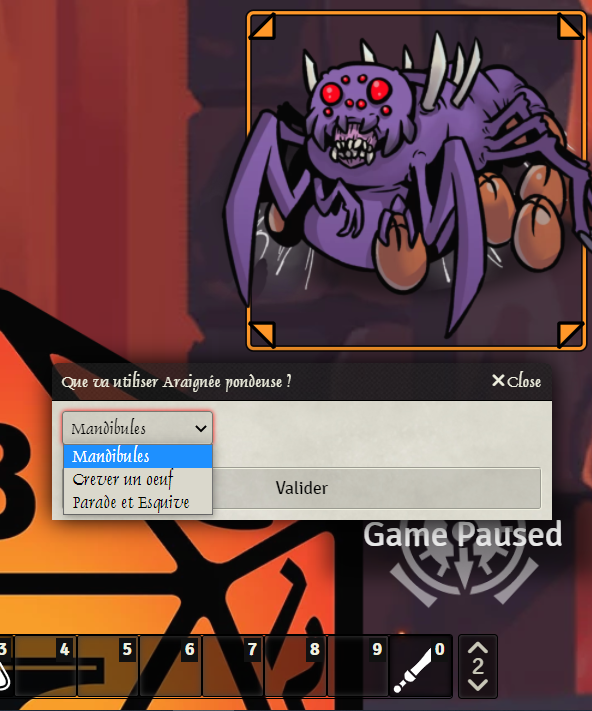 Que va utiliser Araignée pondeuse ?
Close
Mandibules
Mandibules
Crever un oeuf
Parade et Esquive
Valider
Game Paused
3 4 5 6 7 8 9 0
2